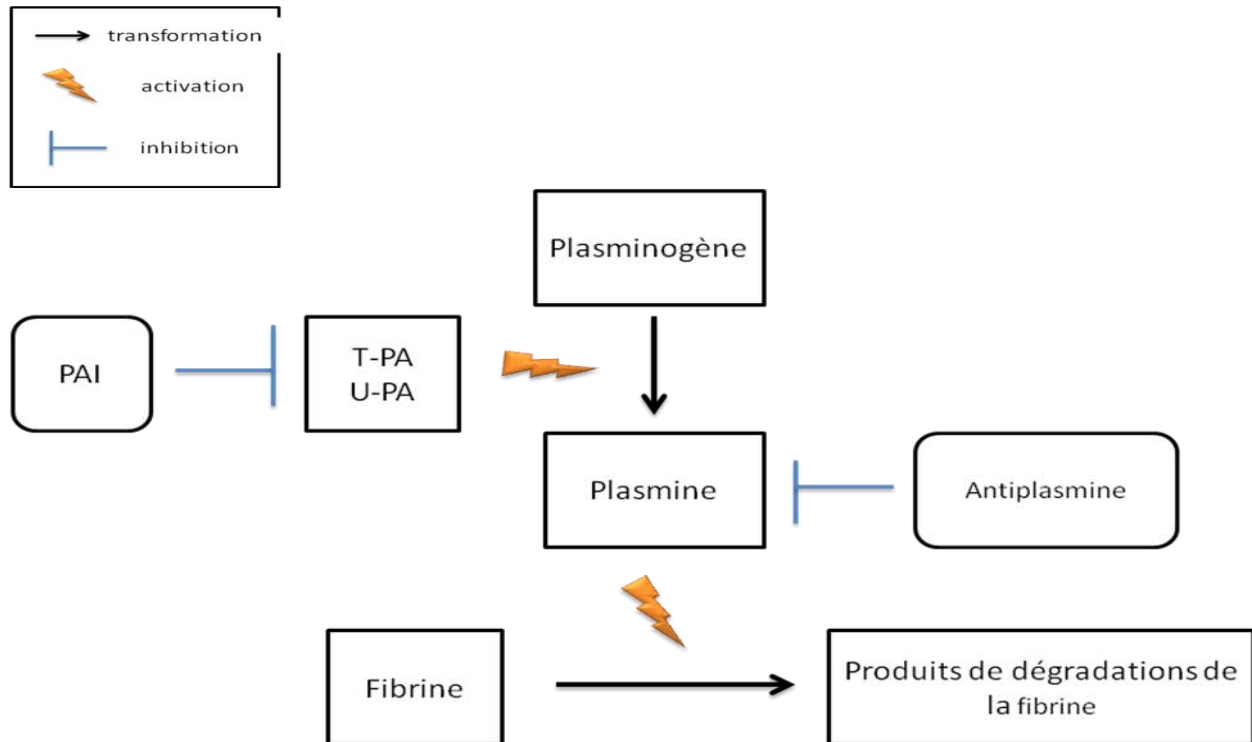 transformation
activation
inhibition
Plasminogène
PAI
T-PA
U-PA
Plasmine
Antiplasmine
Fibrine
Produits de dégradations de
la fibrine